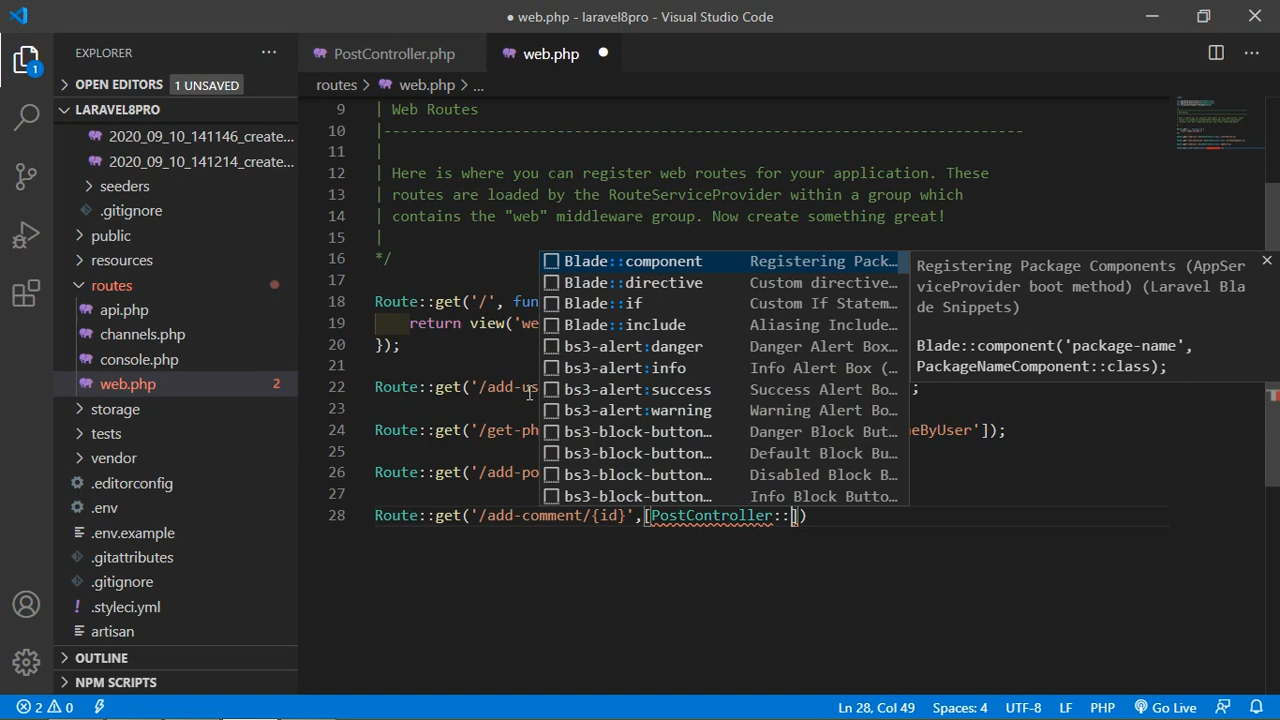 ● web.php - laravel8pro - Visual Studio Code
EXPLORER
PostController.php
web.php
1
OPEN EDITORS 1 UNSAVED
routes > web.php > ...
LARAVEL8PRO
2020_09_10_141146_create...
2020_09_10_141214_create...
seeders
.gitignore
public
resources
routes
api.php
channels.php
console.php
web.php 2
storage
tests
vendor
.editorconfig
.env
.env.example
.gitattributes
.gitignore
.styleci.yml
artisan
OUTLINE
NPM SCRIPTS
9 | Web Routes
10 |--------------------------------------------------------------------------
11 |
12 | Here is where you can register web routes for your application. These
13 | routes are loaded by the RouteServiceProvider within a group which
14 | contains the "web" middleware group. Now create something great!
15 |
16 */
17
18 Route::get('/', fun
19 return view('we
20 });
21
22 Route::get('/add-us ;
23
24 Route::get('/get-ph eByUser']);
25
26 Route::get('/add-po
27
28 Route::get('/add-comment/{id}',[PostController::])
Blade::component Registering Pack...
Blade::directive Custom directive...
Blade::if Custom If Statem...
Blade::include Aliasing Include...
bs3-alert:danger Danger Alert Box...
bs3-alert:info Info Alert Box (...
bs3-alert:success Success Alert Bo...
bs3-alert:warning Warning Alert Bo...
bs3-block-button... Danger Block But...
bs3-block-button... Default Block Bu...
bs3-block-button... Disabled Block B...
bs3-block-button... Info Block Butto...
Registering Package Components (AppSer
viceProvider boot method) (Laravel Bla
de Snippets)
Blade::component('package-name',
PackageNameComponent::class);
2 0
Ln 28, Col 49 Spaces: 4 UTF-8 LF PHP Go Live